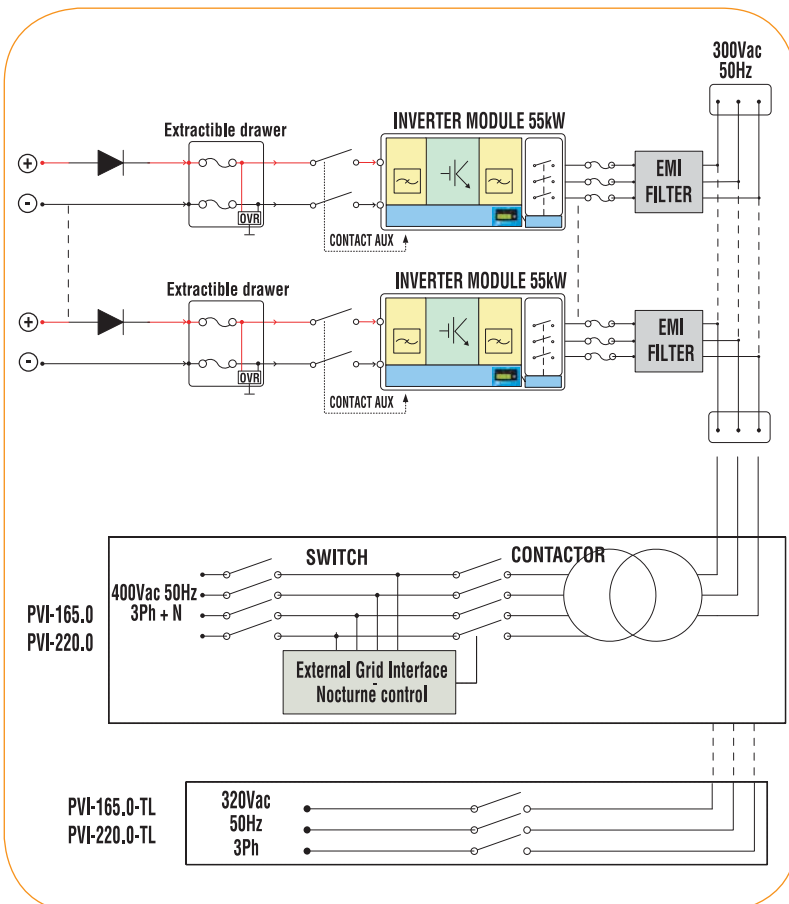 300Vac
50Hz
Extractible drawer
INVERTER MODULE 55kW
+
-
OVR
CONTACT AUX
EMI
FILTER
Extractible drawer
INVERTER MODULE 55kW
+
-
OVR
CONTACT AUX
EMI
FILTER
SWITCH
CONTACTOR
400Vac 50Hz
3Ph + N
PVI-165.0
PVI-220.0
External Grid Interface
-
Nocturne control
PVI-165.0-TL
PVI-220.0-TL
320Vac
50Hz
3Ph